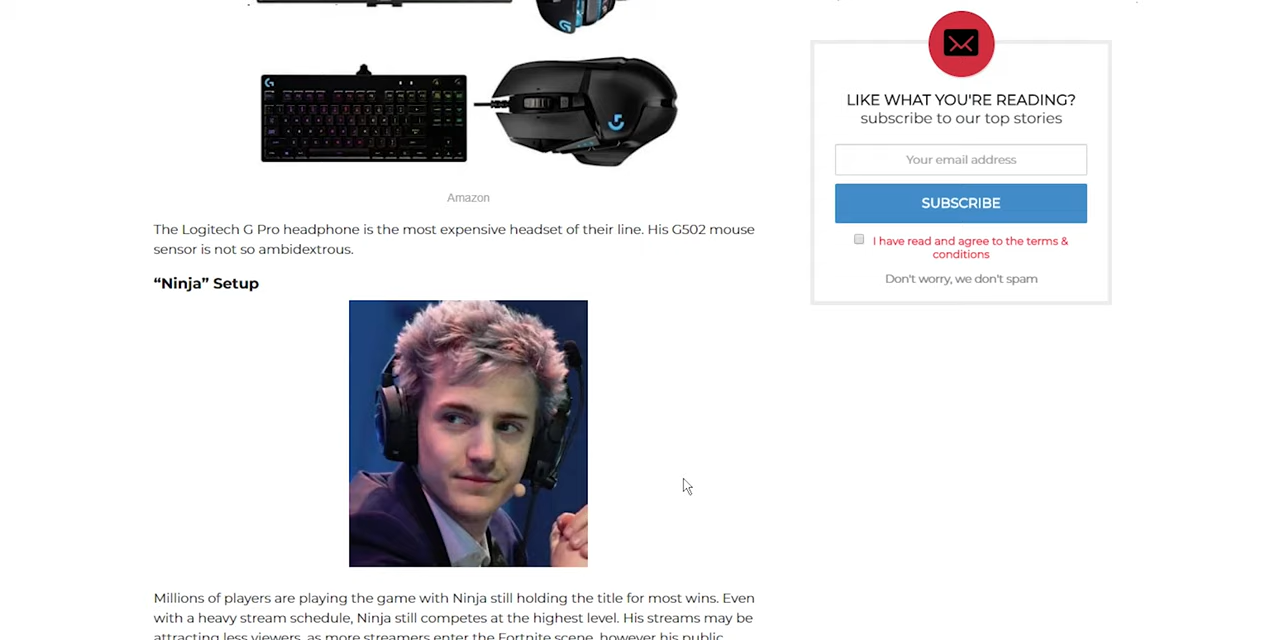 Amazon
The Logitech G Pro headphone is the most expensive headset of their line. His G502 mouse
sensor is not so ambidextrous.
“Ninja” Setup
Millions of players are playing the game with Ninja still holding the title for most wins. Even
with a heavy stream schedule, Ninja still competes at the highest level. His streams may be
attracting less viewers, as more streamers enter the Fortnite scene, however his public
LIKE WHAT YOU'RE READING?
subscribe to our top stories
Your email address
SUBSCRIBE
I have read and agree to the terms &
conditions
Don't worry, we don't spam